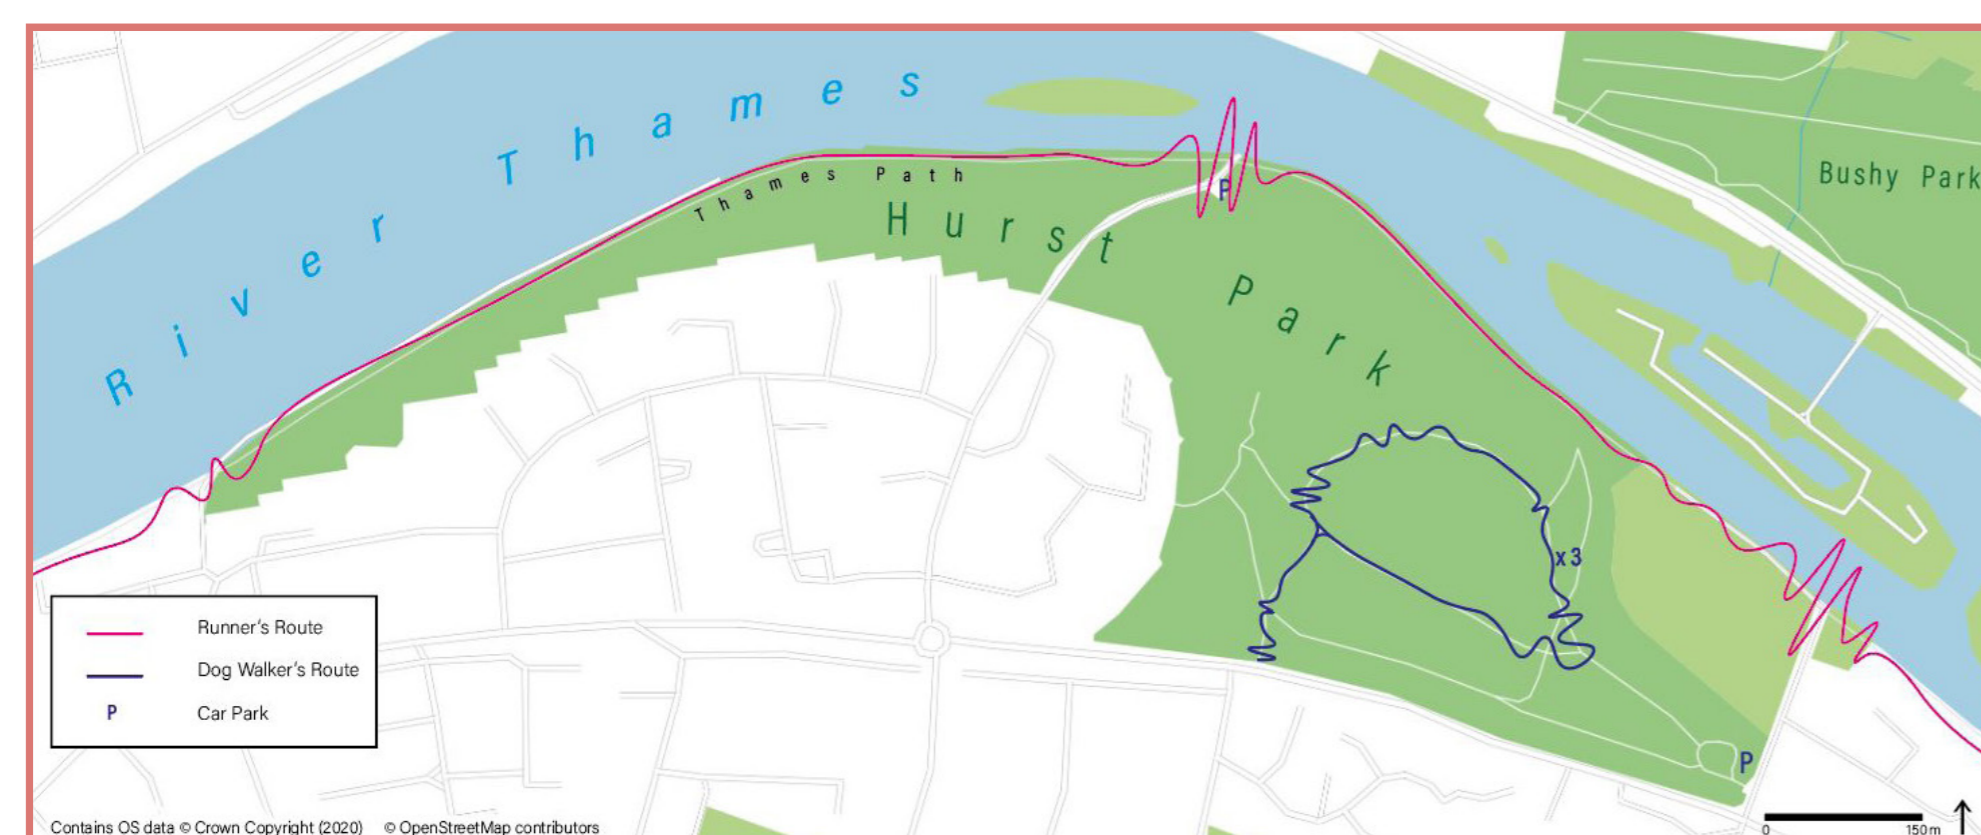 River Thames
Thames Path
Hurst Park
Bushy Park
P
x3
P
Runner's Route
Dog Walker's Route
P Car Park
Contains OS data © Crown Copyright (2020) © OpenStreetMap contributors
0 150m